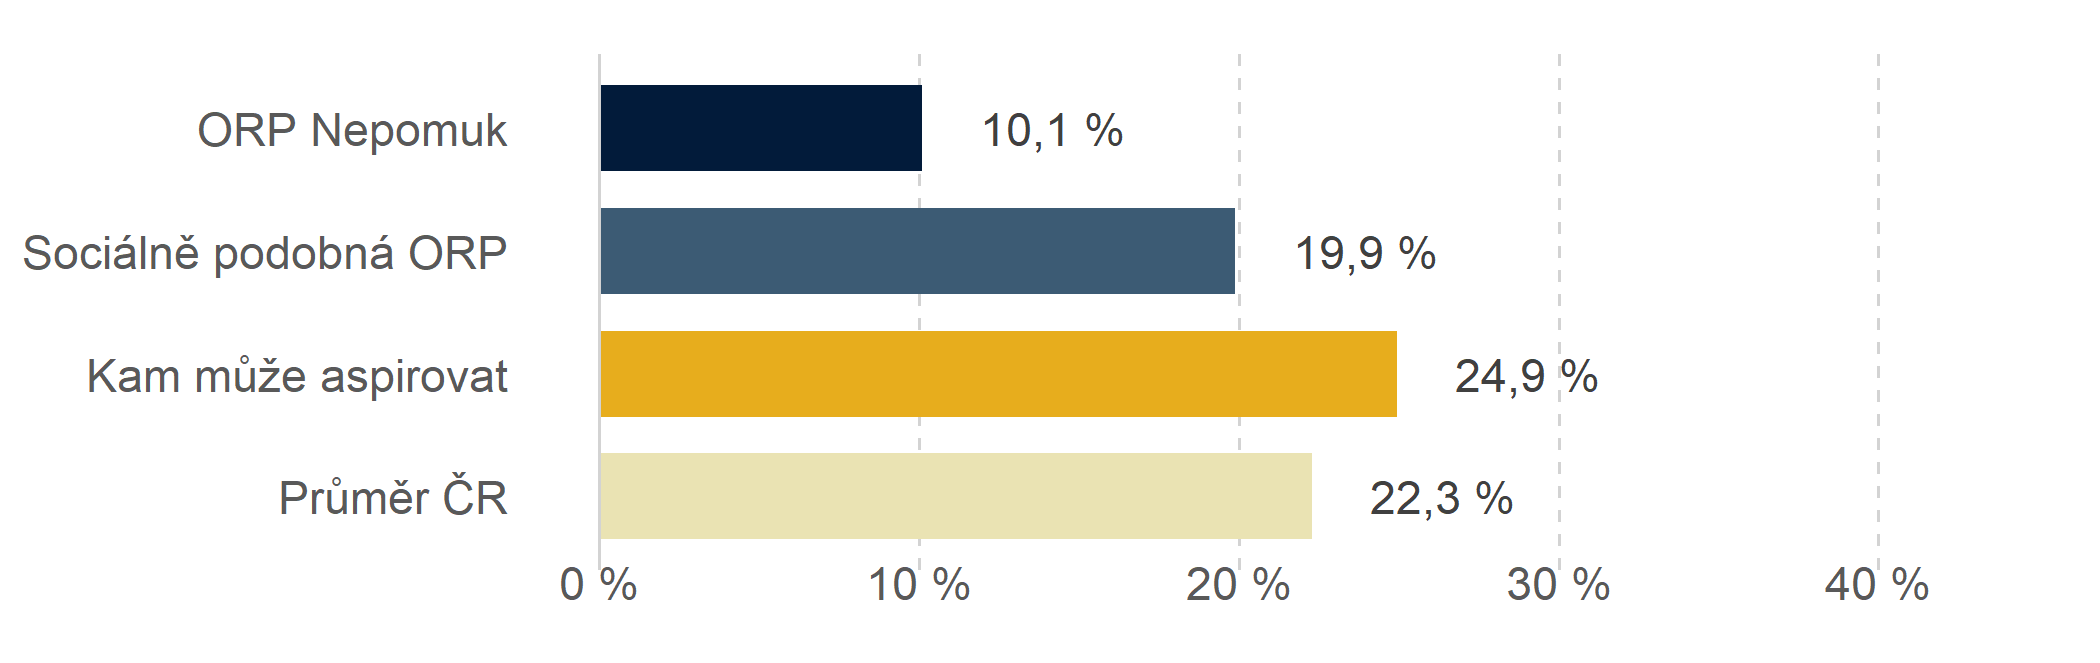 ORP Nepomuk 10,1 %
Sociálně podobná ORP 19,9 %
Kam může aspirovat 24,9 %
Průměr ČR 22,3 %
0 % 10 % 20 % 30 % 40 %